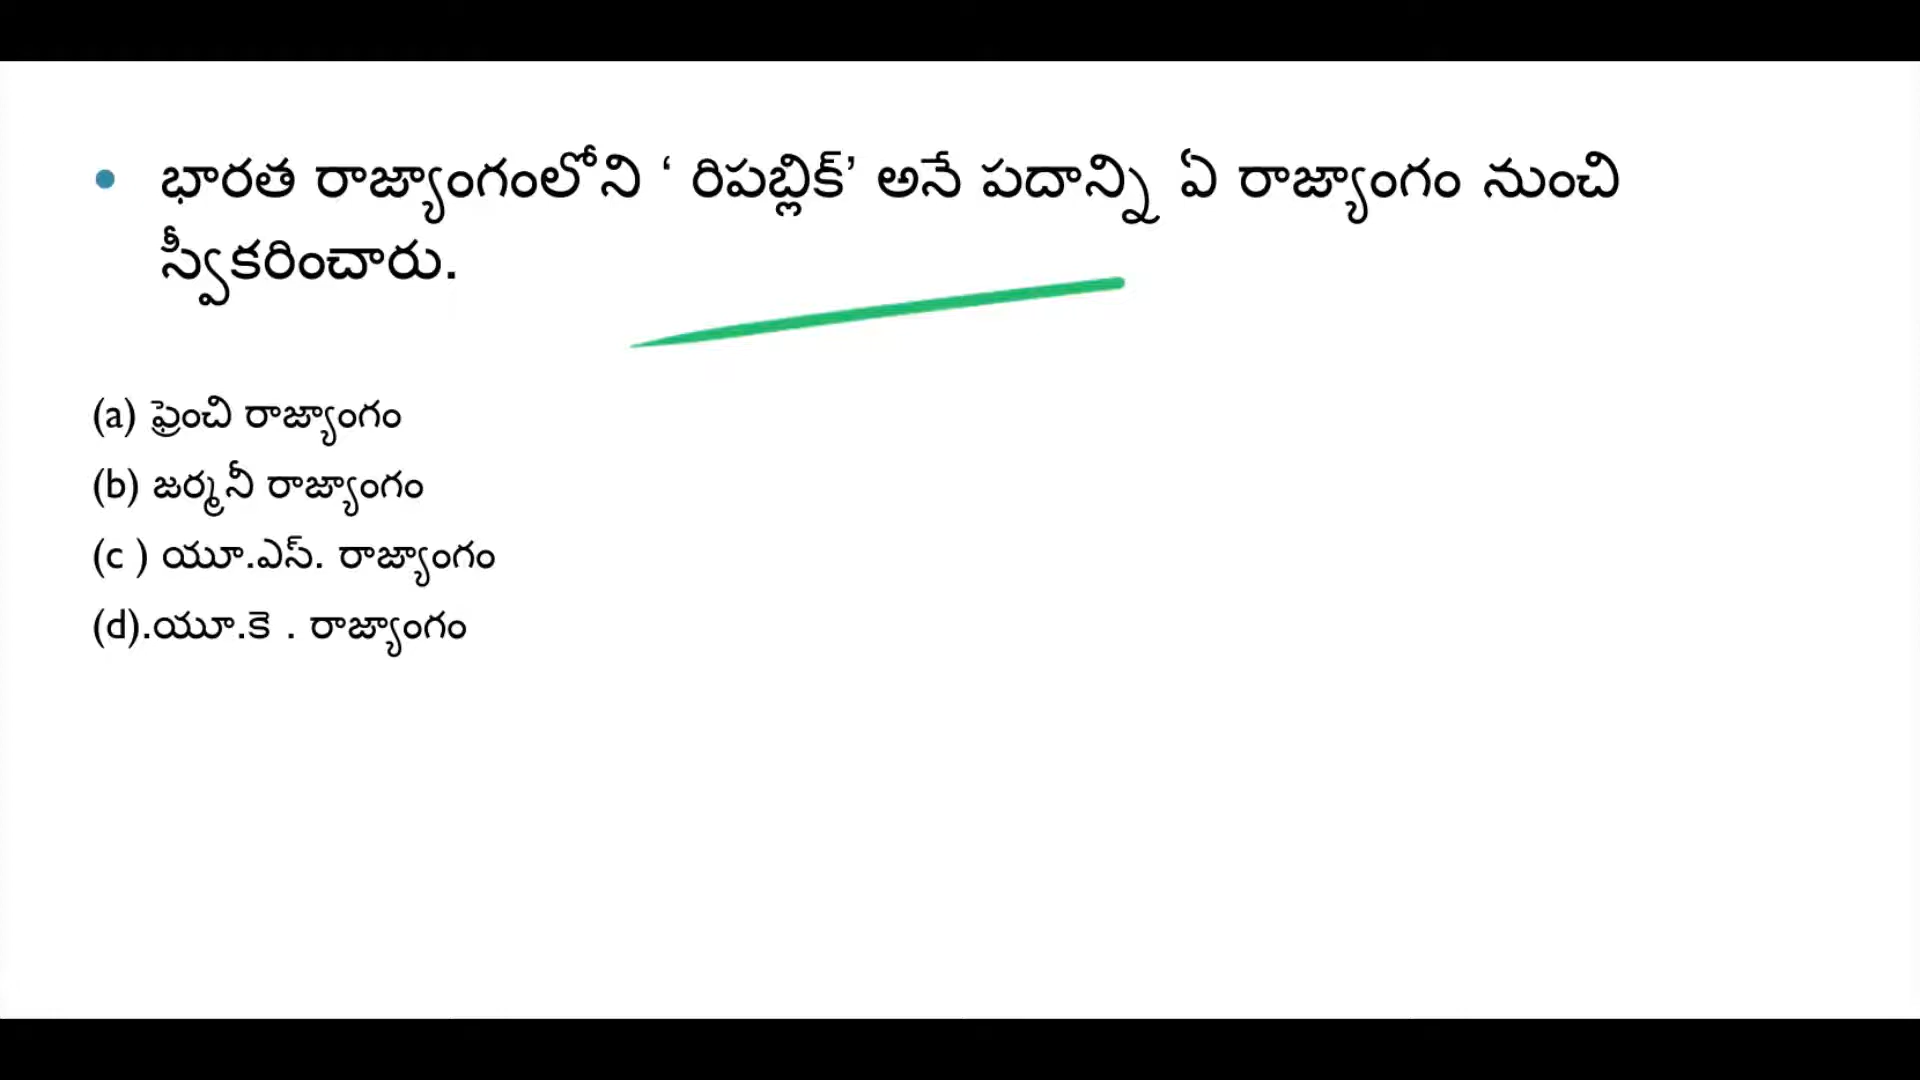 • భారత రాజ్యాంగంలోని ‘ రిపబ్లిక్’ అనే పదాన్ని ఏ రాజ్యాంగం నుంచి
స్వీకరించారు.
(a) ఫ్రెంచి రాజ్యాంగం
(b) జర్మనీ రాజ్యాంగం
(c ) యూ.ఎస్. రాజ్యాంగం
(d).యూ.కె . రాజ్యాంగం